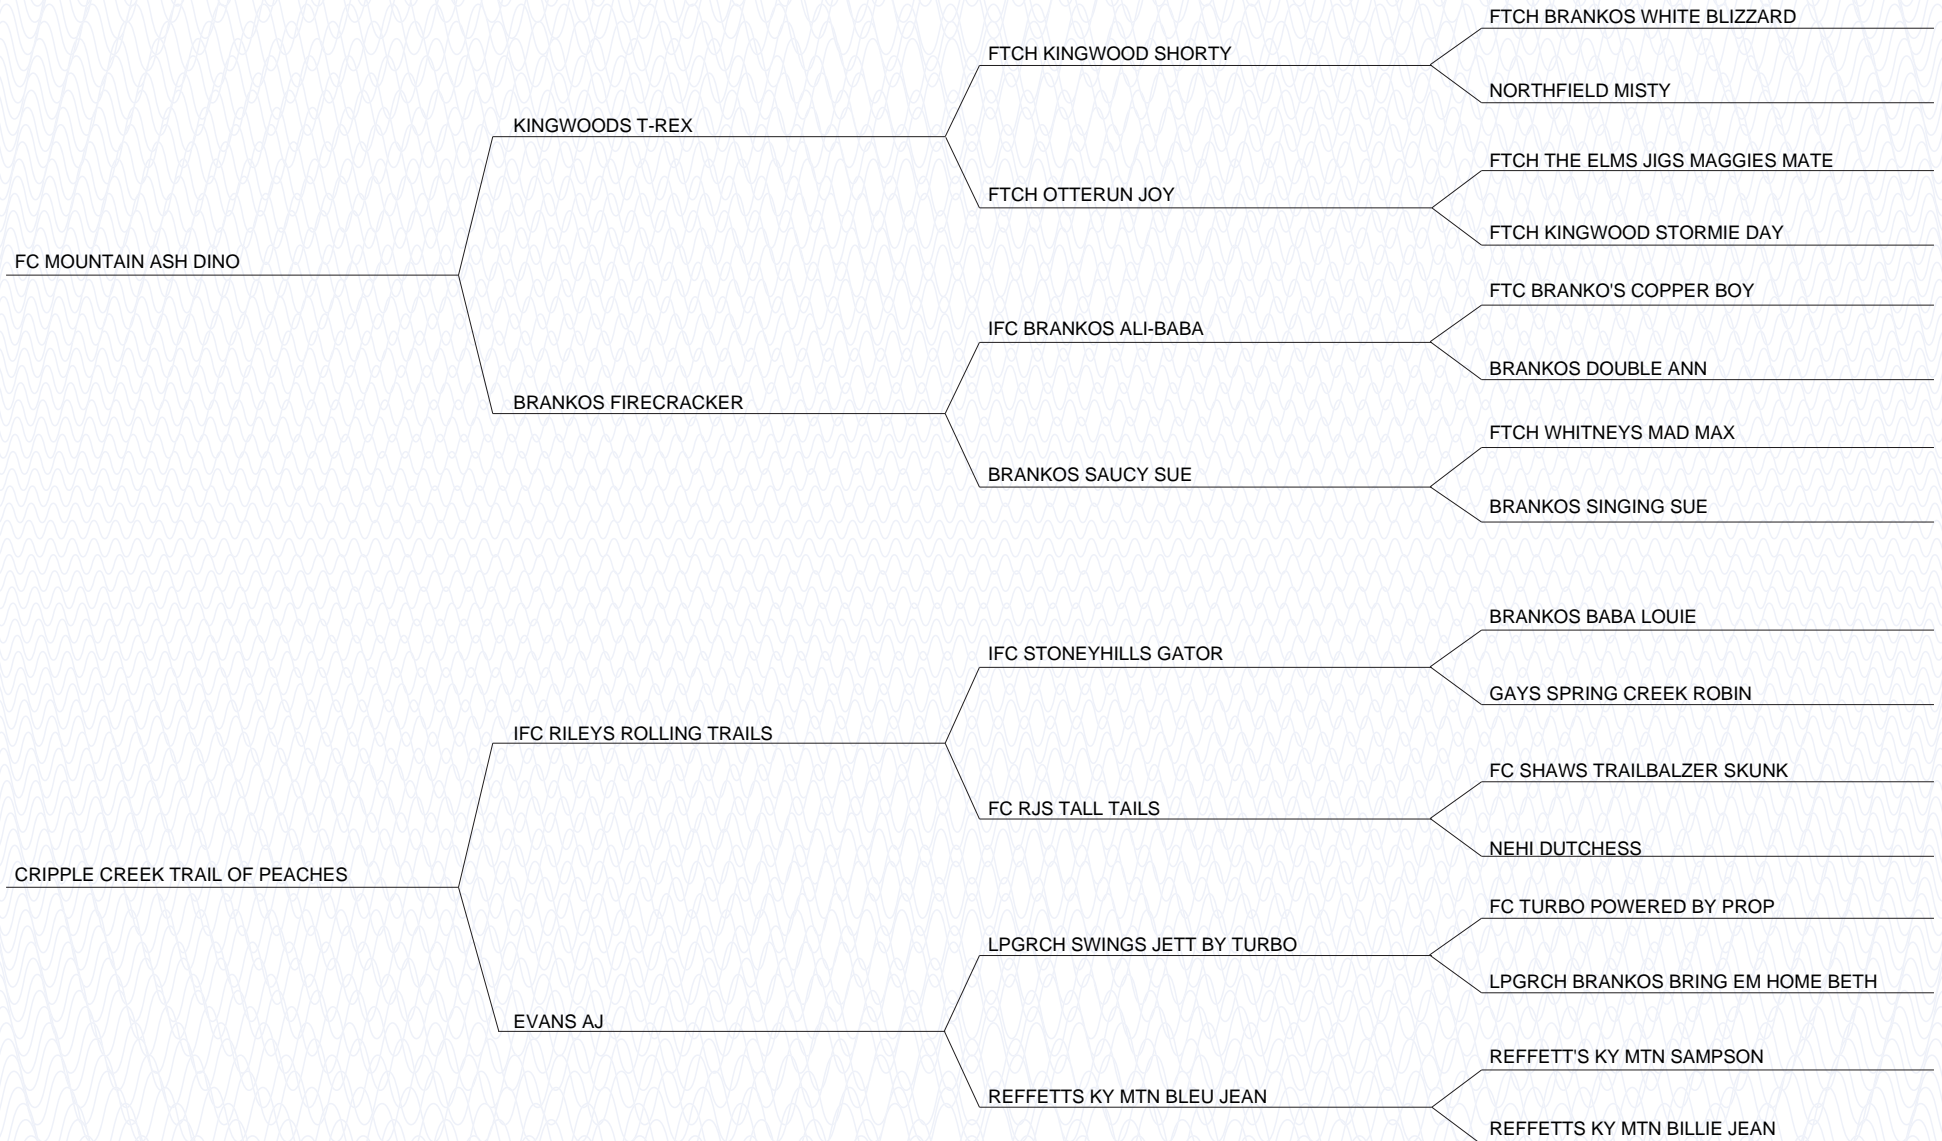 FTCH BRANKOS WHITE BLIZZARD
FTCH KINGWOOD SHORTY
NORTHFIELD MISTY
KINGWOODS T-REX
FTCH THE ELMS JIGS MAGGIES MATE
FTCH OTTERUN JOY
FTCH KINGWOOD STORMIE DAY
FC MOUNTAIN ASH DINO
FTC BRANKO'S COPPER BOY
IFC BRANKOS ALI-BABA
BRANKOS DOUBLE ANN
BRANKOS FIRECRACKER
FTCH WHITNEYS MAD MAX
BRANKOS SAUCY SUE
BRANKOS SINGING SUE
BRANKOS BABA LOUIE
IFC STONEYHILLS GATOR
GAYS SPRING CREEK ROBIN
IFC RILEYS ROLLING TRAILS
FC SHAWS TRAILBALZER SKUNK
FC RJS TALL TAILS
NEHI DUTCHESS
CRIPPLE CREEK TRAIL OF PEACHES
FC TURBO POWERED BY PROP
LPGRCH SWINGS JETT BY TURBO
LPGRCH BRANKOS BRING EM HOME BETH
EVANS AJ
REFFETT'S KY MTN SAMPSON
REFFETTS KY MTN BLEU JEAN
REFFETTS KY MTN BILLIE JEAN